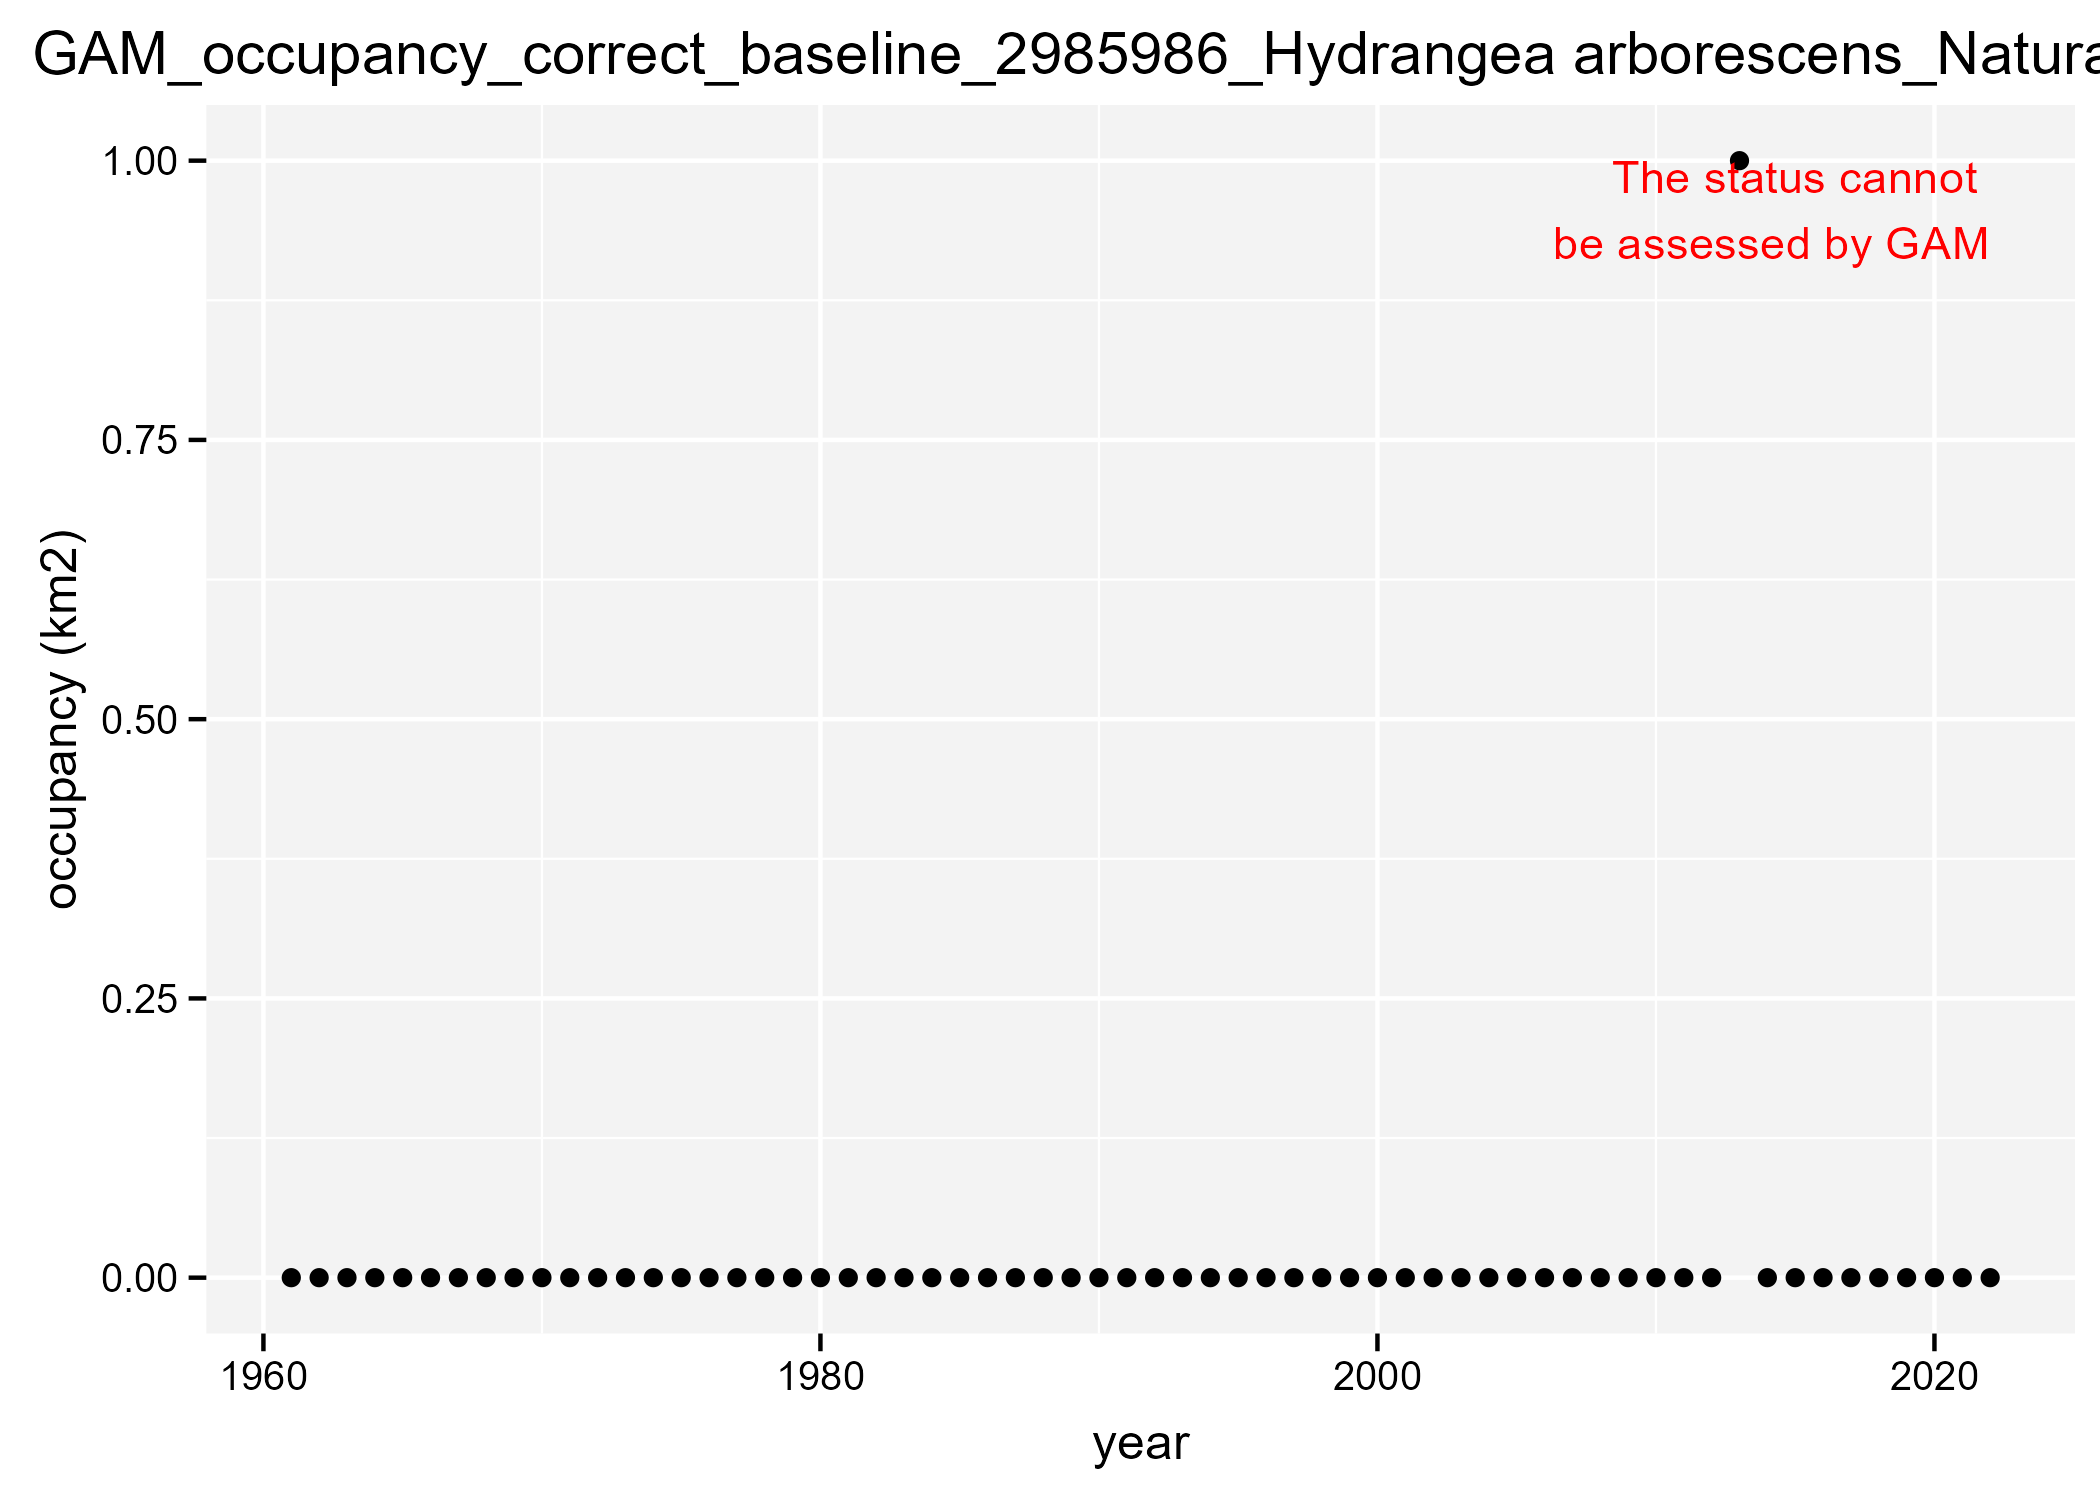 GAM_occupancy_correct_baseline_2985986_Hydrangea arborescens_Natura
1.00
The status cannot
be assessed by GAM
0.75
0.50
0.25
0.00
occupancy (km2)
1960 1980 2000 2020
year